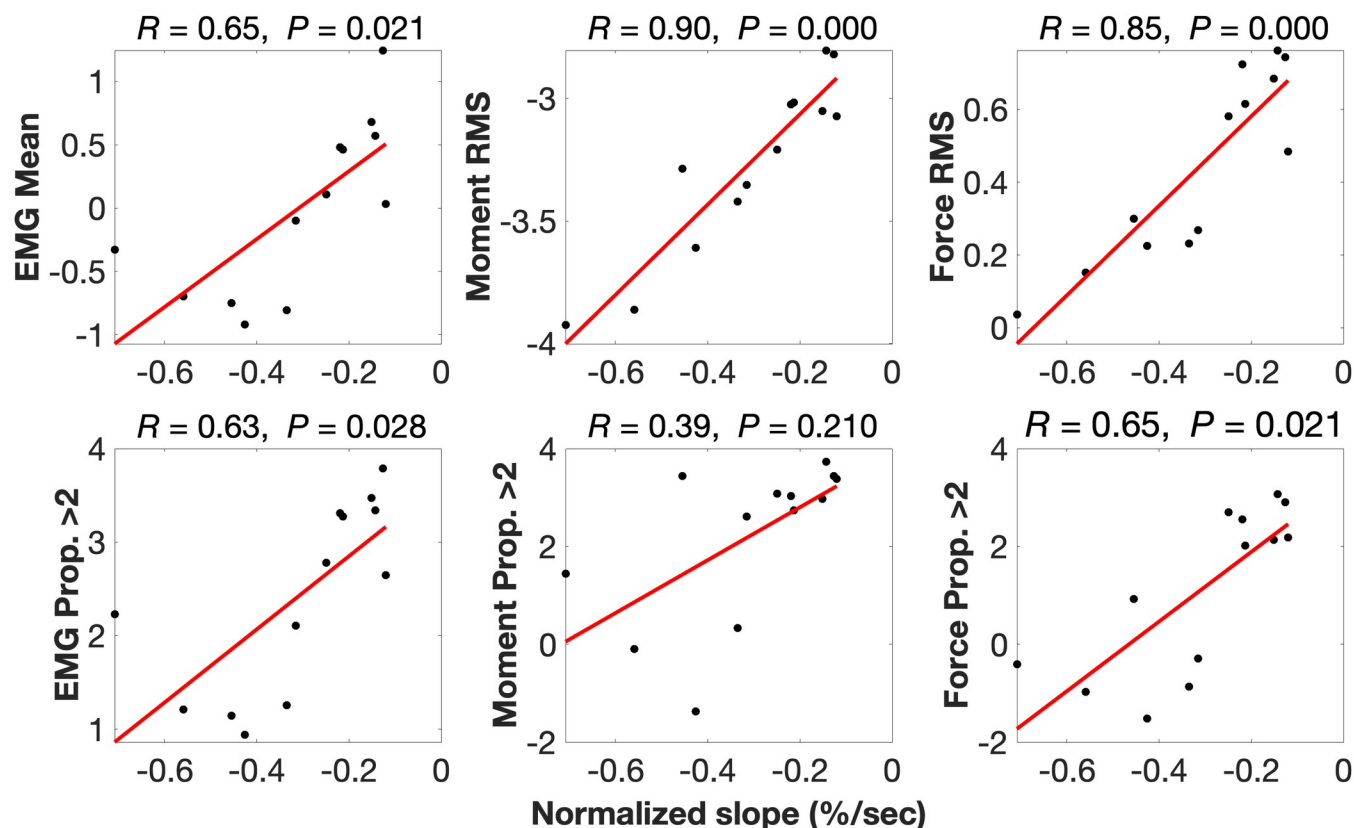 R = 0.65, P = 0.021
EMG Mean
1
0.5
0
-0.5
-1
-0.6 -0.4 -0.2 0
R = 0.90, P = 0.000
Moment RMS
-3
-3.5
-4
-0.6 -0.4 -0.2 0
R = 0.85, P = 0.000
Force RMS
0.6
0.4
0.2
0
-0.6 -0.4 -0.2 0
R = 0.63, P = 0.028
EMG Prop. >2
4
3
2
1
-0.6 -0.4 -0.2 0
R = 0.39, P = 0.210
Moment Prop. >2
4
2
0
-2
-0.6 -0.4 -0.2 0
R = 0.65, P = 0.021
Force Prop. >2
4
2
0
-2
-0.6 -0.4 -0.2 0
Normalized slope (%/sec)